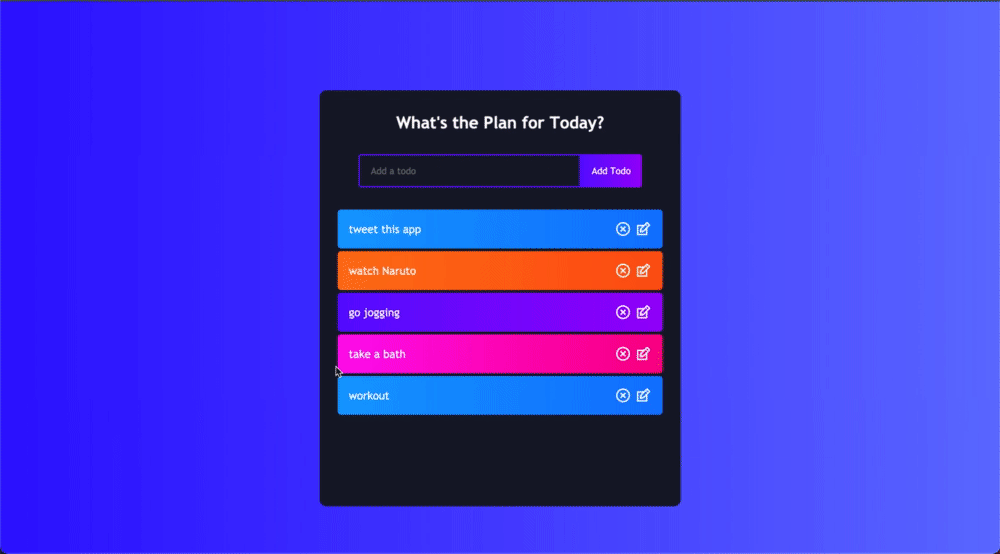 What's the Plan for Today?
Add a todo
Add Todo
tweet this app
watch Naruto
go jogging
take a bath
workout